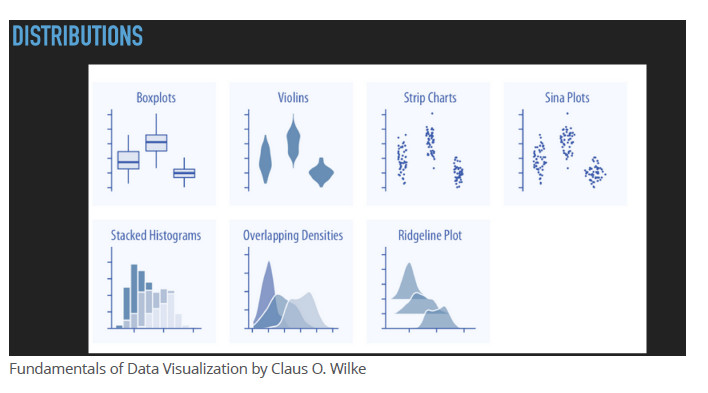 DISTRIBUTIONS
Boxplots
Violins
Strip Charts
Sina Plots
Stacked Histograms
Overlapping Densities
Ridgeline Plot
Fundamentals of Data Visualization by Claus O. Wilke